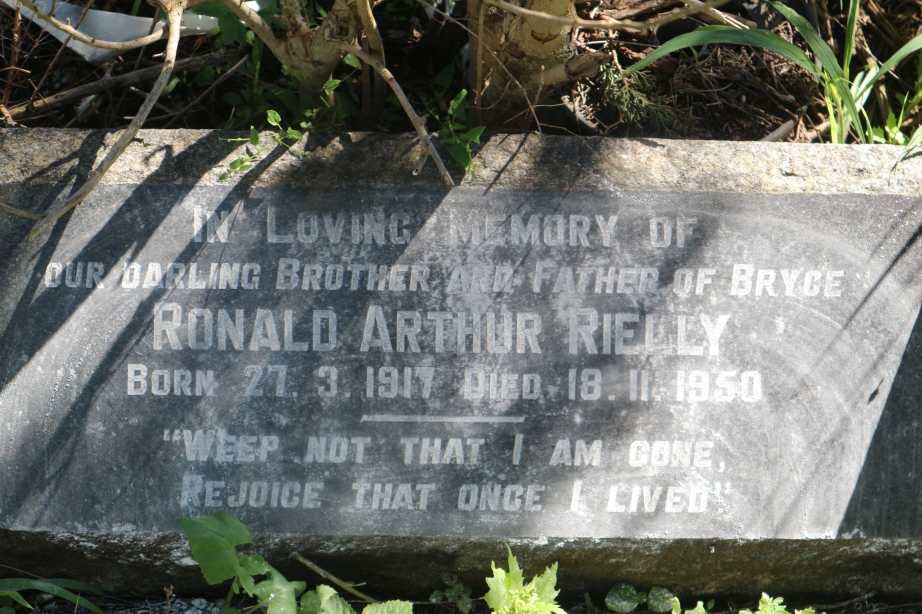 In Loving Memory of
our darling Brother and Father of Bryce
Ronald Arthur Rielly
Born 27. 3. 1917 Died 18. 11. 1950
"Weep not that I am gone,
Rejoice that once I lived"